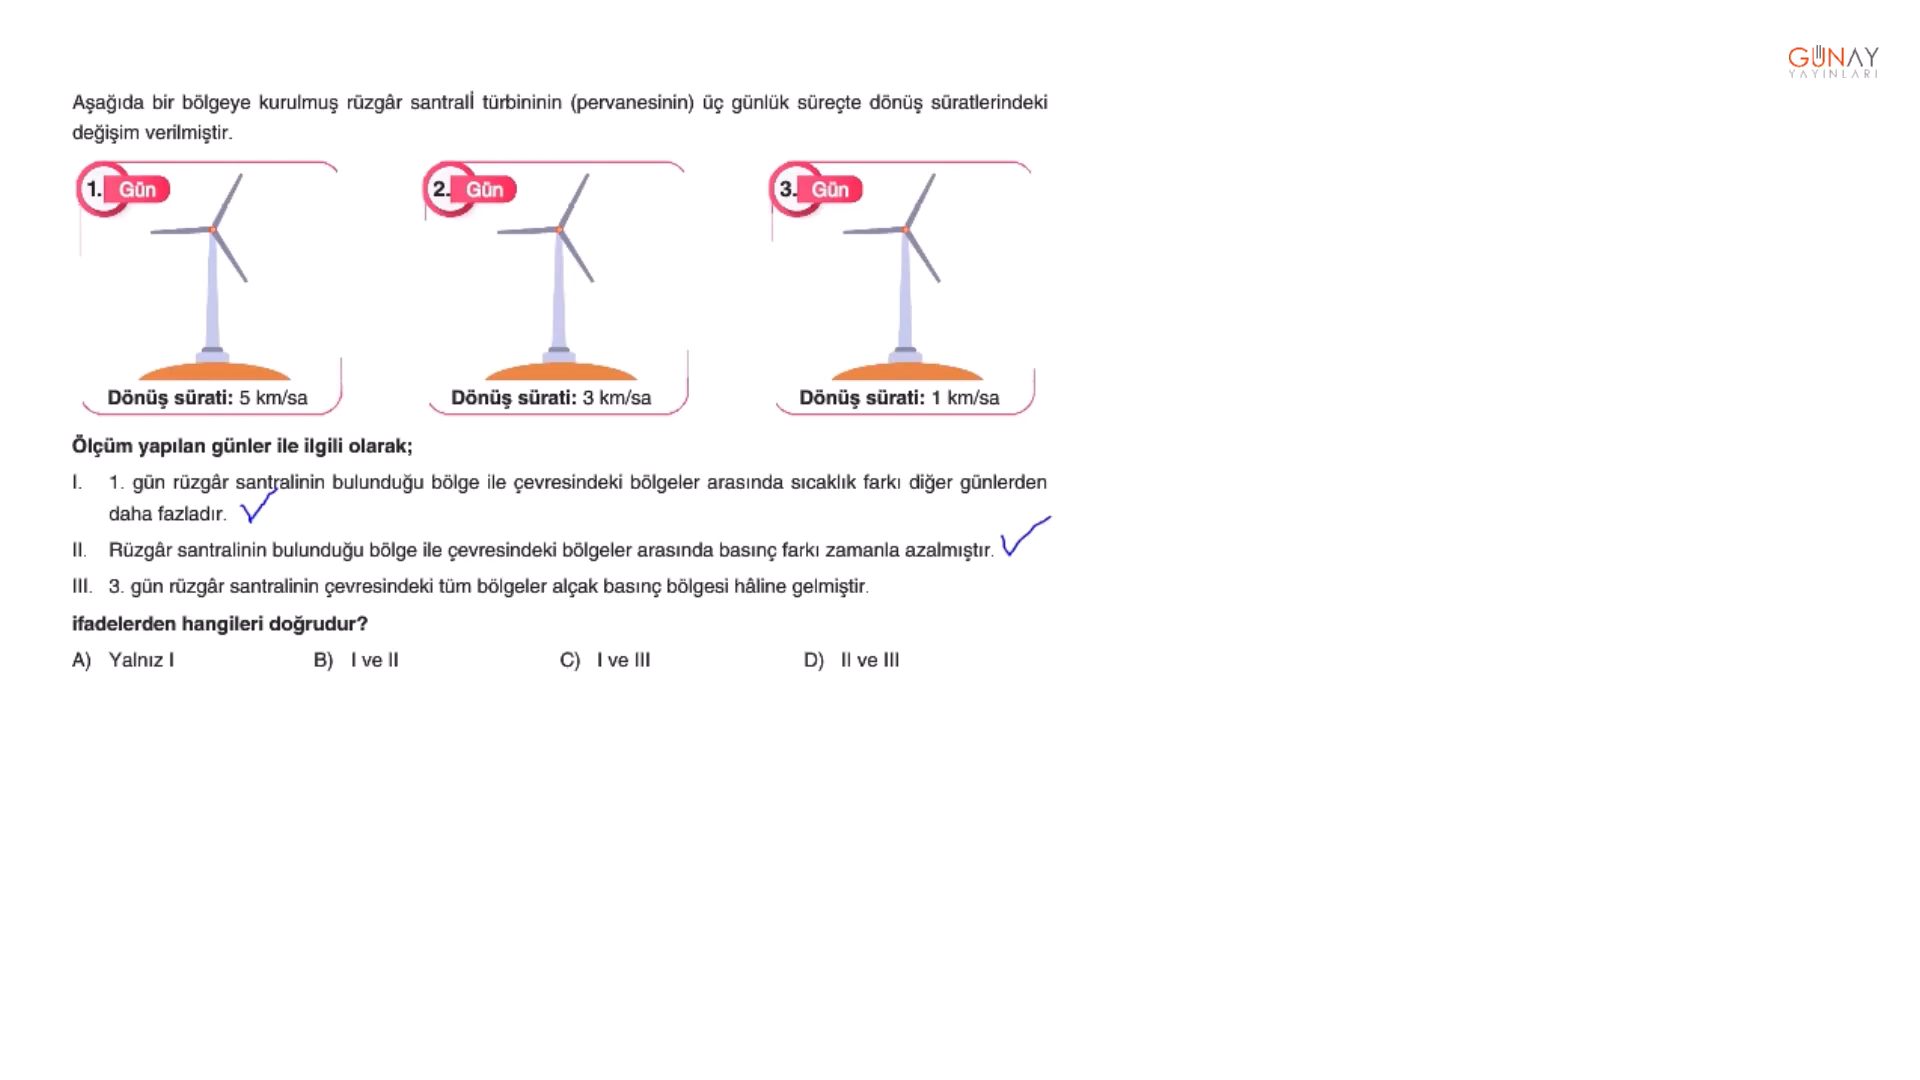 GÜNAY
YAYINLARI
Aşağıda bir bölgeye kurulmuş rüzgâr santrali türbininin (pervanesinin) üç günlük süreçte dönüş süratlerindeki
değişim verilmiştir.
1. Gün
2. Gün
3. Gün
Dönüş sürati: 5 km/sa
Dönüş sürati: 3 km/sa
Dönüş sürati: 1 km/sa
Ölçüm yapılan günler ile ilgili olarak;
I. 1. gün rüzgâr santralinin bulunduğu bölge ile çevresindeki bölgeler arasında sıcaklık farkı diğer günlerden
daha fazladır.
II. Rüzgâr santralinin bulunduğu bölge ile çevresindeki bölgeler arasında basınç farkı zamanla azalmıştır.
III. 3. gün rüzgâr santralinin çevresindeki tüm bölgeler alçak basınç bölgesi hâline gelmiştir.
ifadelerden hangileri doğrudur?
A) Yalnız I
B) I ve II
C) I ve III
D) II ve III